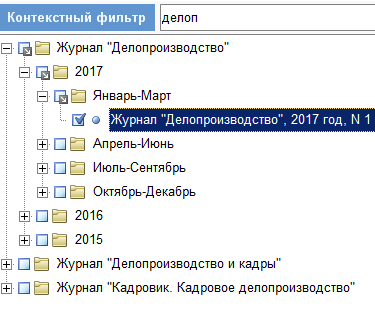 Контекстный фильтр делоп
Журнал "Делопроизводство"
2017
Январь-Март
Журнал "Делопроизводство", 2017 год, N 1
Апрель-Июнь
Июль-Сентябрь
Октябрь-Декабрь
2016
2015
Журнал "Делопроизводство и кадры"
Журнал "Кадровик. Кадровое делопроизводство"